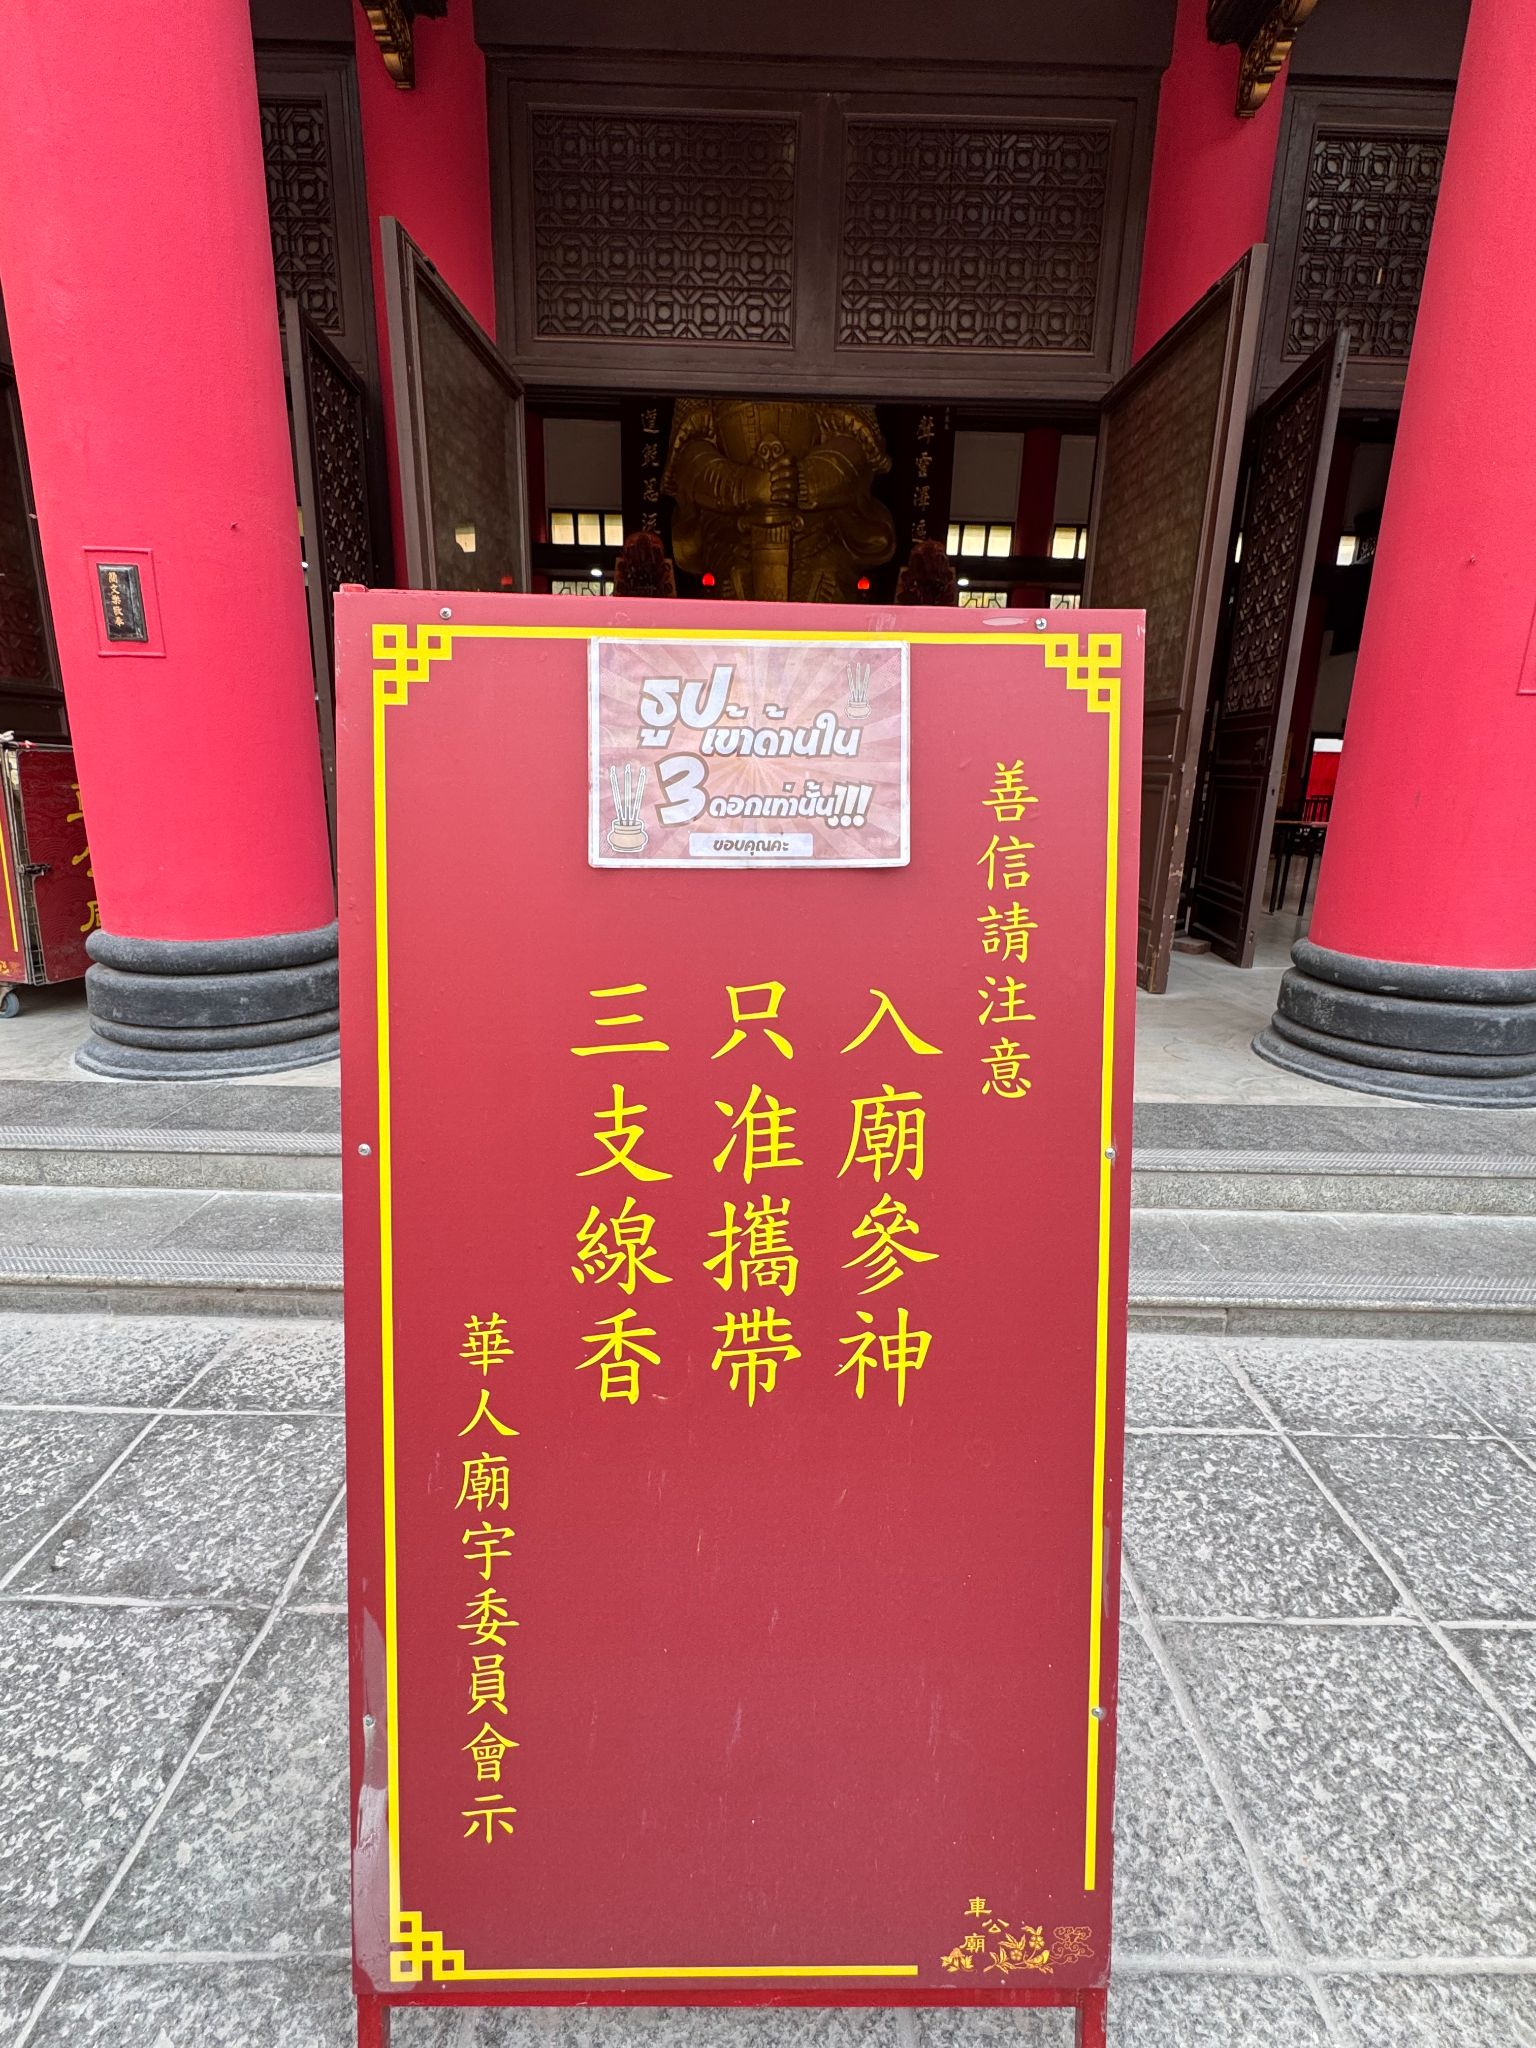 ธูปเข้าด้านใน
3 ดอกเท่านั้น!!!
ขอบคุณคะ
善信請注意
入廟參神
只准攜帶
三支線香
華人廟宇委員會示
車公廟